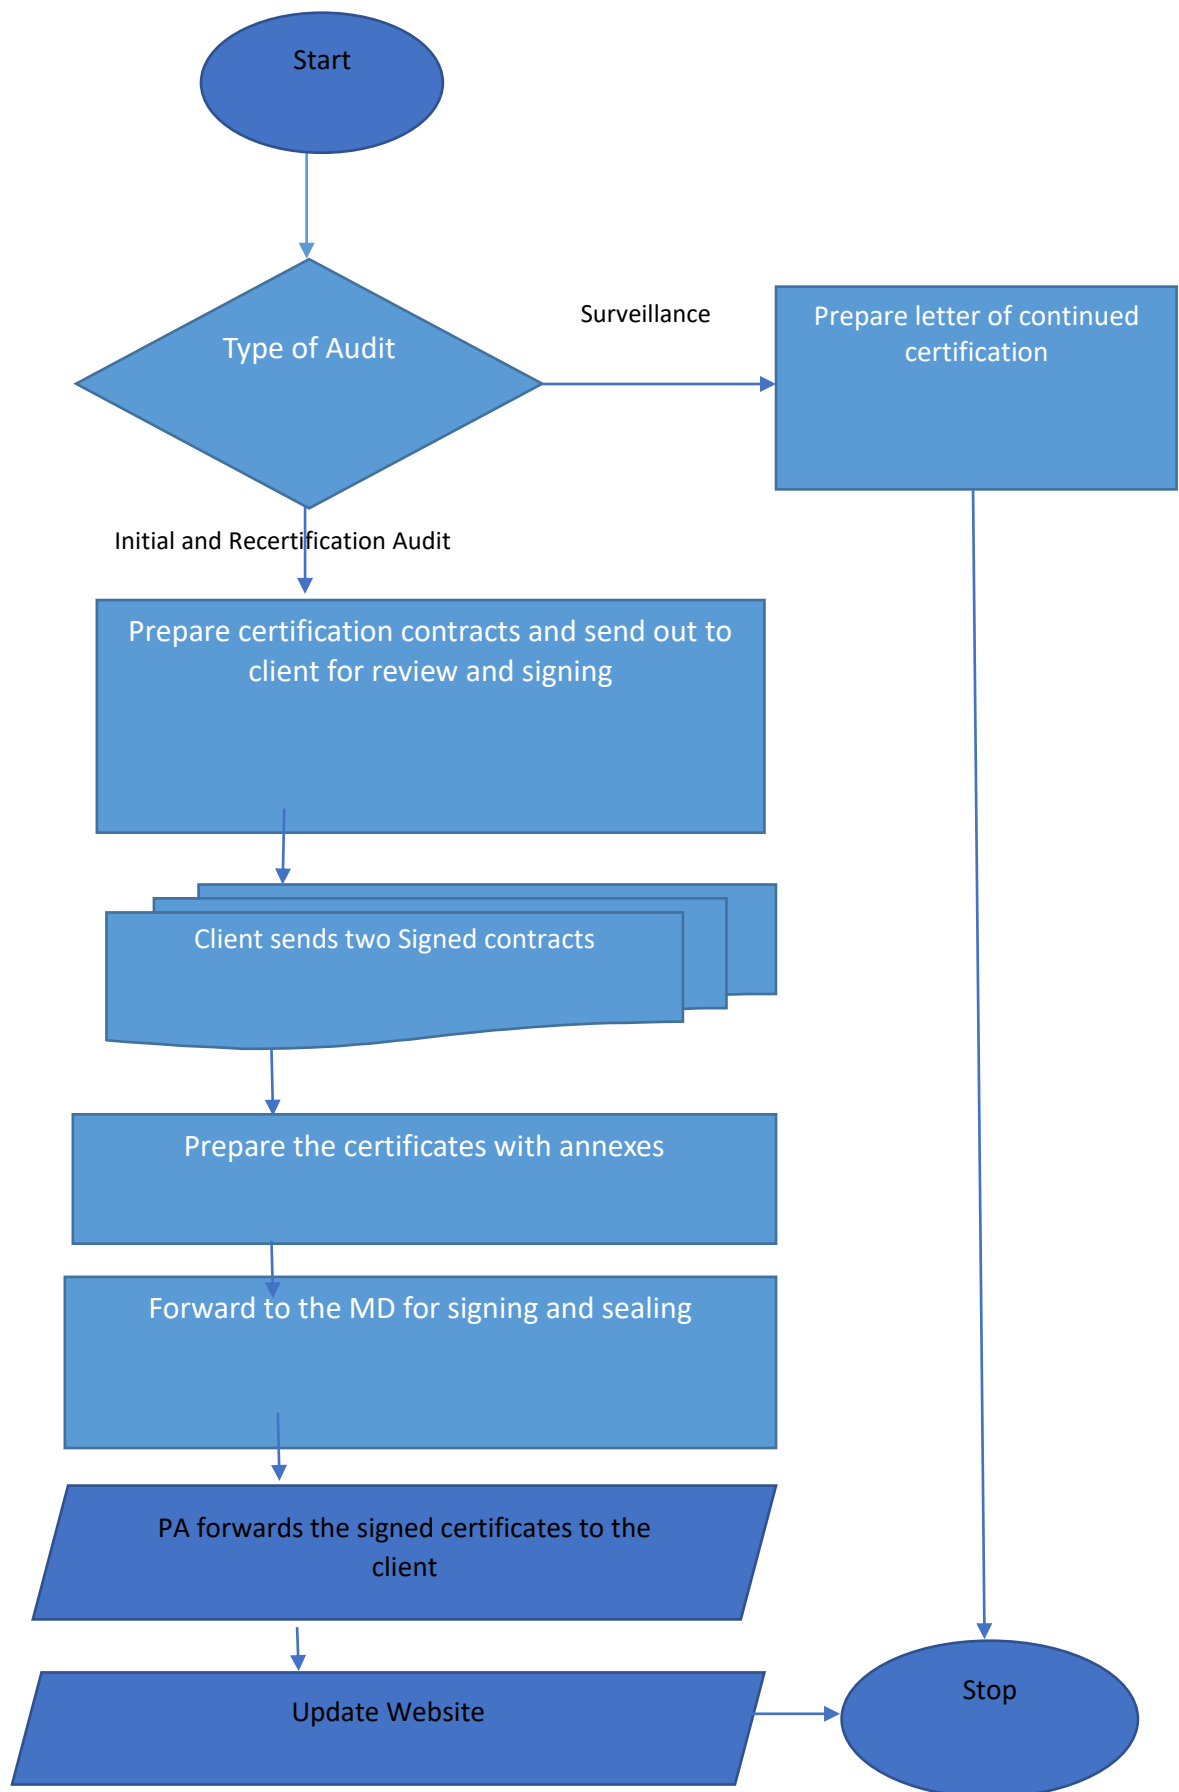 Start
Type of Audit
Surveillance
Prepare letter of continued
certification
Initial and Recertification Audit
Prepare certification contracts and send out to
client for review and signing
Client sends two Signed contracts
Prepare the certificates with annexes
Forward to the MD for signing and sealing
PA forwards the signed certificates to the
client
Update Website
Stop